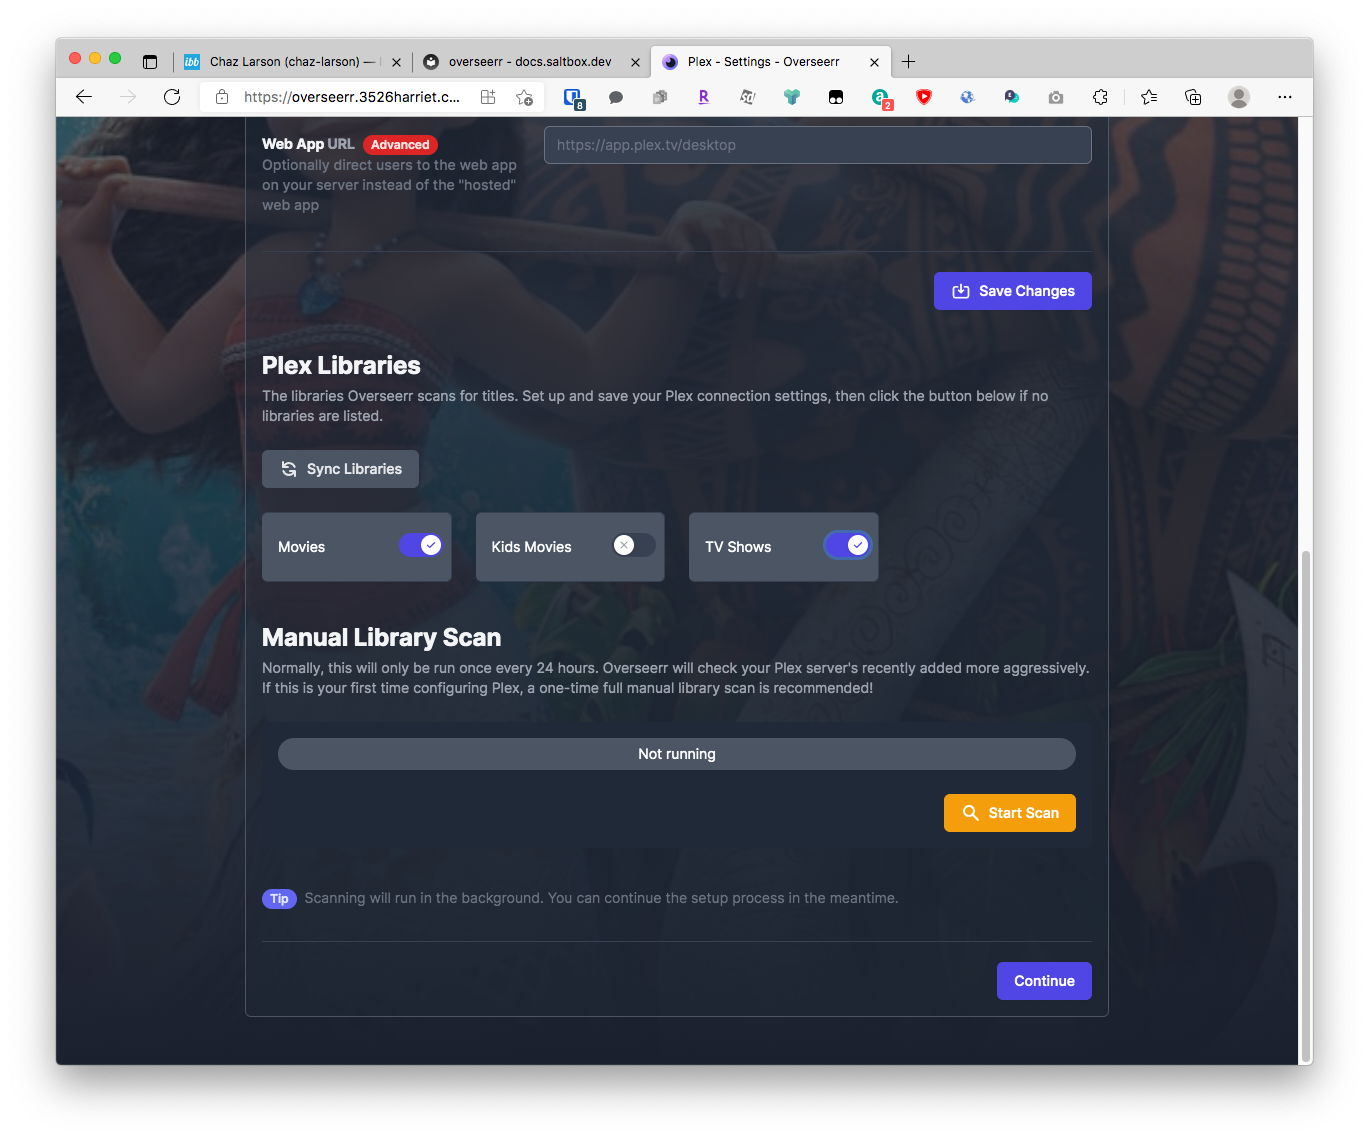 ibb Chaz Larson (chaz-larson) —
overseerr - docs.saltbox.dev
Plex - Settings - Overseerr
https://overseerr.3526harriet.c...
8
R
a
2
Web App URL Advanced
Optionally direct users to the web app
on your server instead of the "hosted"
web app
https://app.plex.tv/desktop
Save Changes
Plex Libraries
The libraries Overseerr scans for titles. Set up and save your Plex connection settings, then click the button below if no
libraries are listed.
Sync Libraries
Movies
Kids Movies
TV Shows
Manual Library Scan
Normally, this will only be run once every 24 hours. Overseerr will check your Plex server's recently added more aggressively.
If this is your first time configuring Plex, a one-time full manual library scan is recommended!
Not running
Start Scan
Tip Scanning will run in the background. You can continue the setup process in the meantime.
Continue